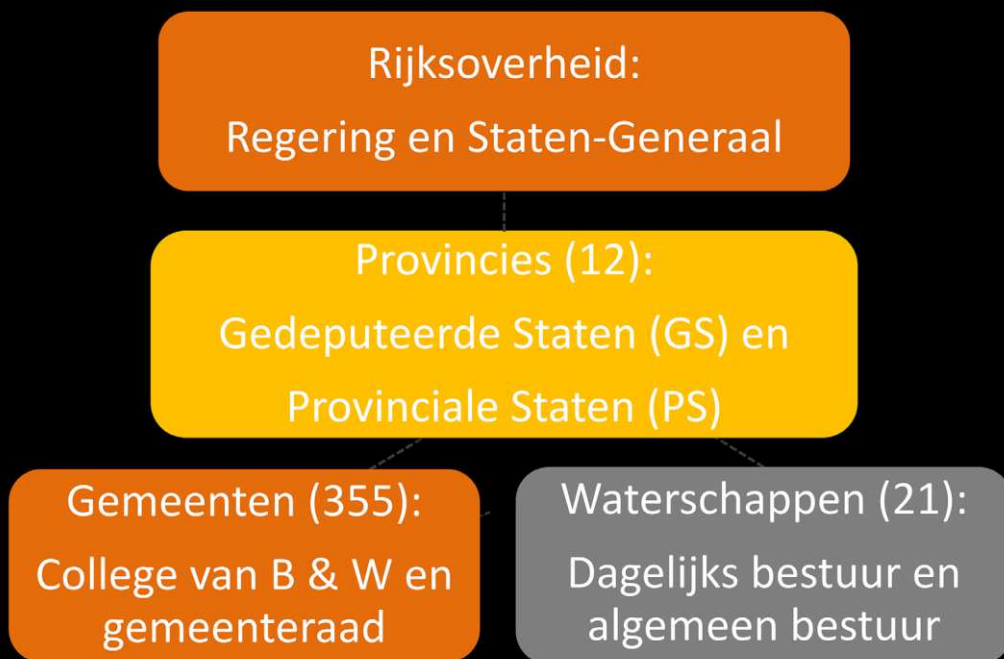 Rijksoverheid:
Regering en Staten-Generaal
Provincies (12):
Gedeputeerde Staten (GS) en
Provinciale Staten (PS)
Gemeenten (355):
College van B & W en
gemeenteraad
Waterschappen (21):
Dagelijks bestuur en
algemeen bestuur